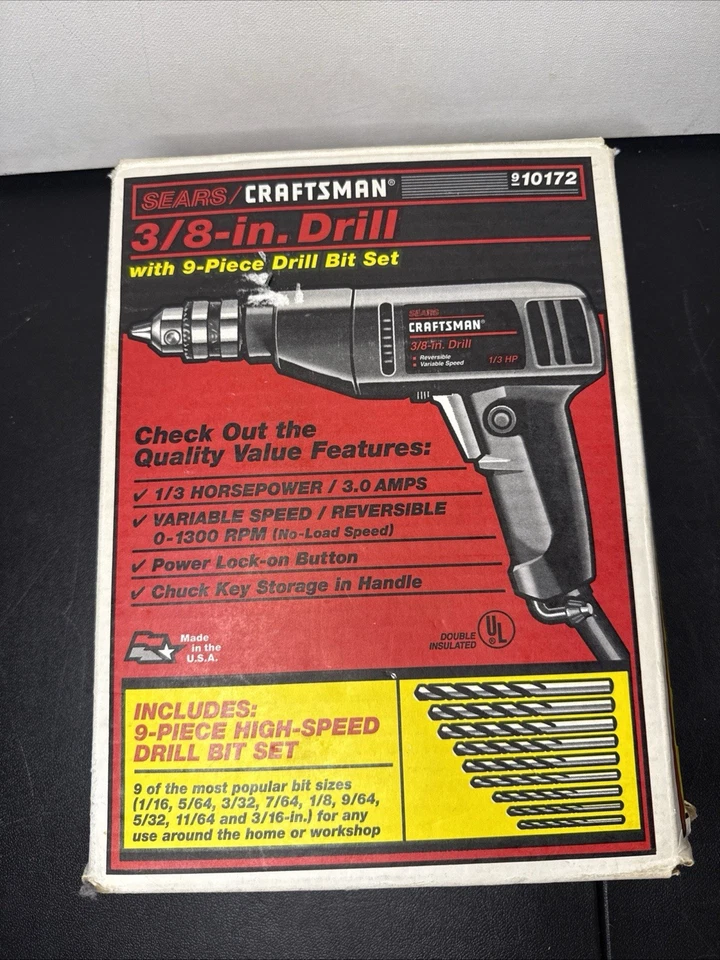 SEARS / CRAFTSMAN® 910172
3/8-in. Drill
with 9-Piece Drill Bit Set
SEARS
CRAFTSMAN®
3/8-in. Drill
• Reversible
• Variable Speed 1/3 HP
Check Out the
Quality Value Features:
✓ 1/3 HORSEPOWER / 3.0 AMPS
✓ VARIABLE SPEED / REVERSIBLE
0-1300 RPM (No-Load Speed)
✓ Power Lock-on Button
✓ Chuck Key Storage in Handle
Made
in the
U.S.A.
DOUBLE
INSULATED
UL
INCLUDES:
9-PIECE HIGH-SPEED
DRILL BIT SET
9 of the most popular bit sizes
(1/16, 5/64, 3/32, 7/64, 1/8, 9/64,
5/32, 11/64 and 3/16-in.) for any
use around the home or workshop